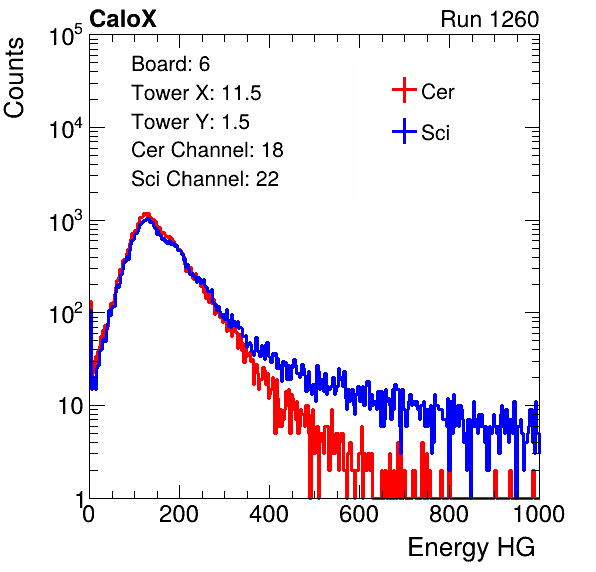 CaloX Run 1260
Counts
10^5
10^4
10^3
10^2
10
1
Board: 6
Tower X: 11.5
Tower Y: 1.5
Cer Channel: 18
Sci Channel: 22
Cer
Sci
0 200 400 600 800 1000
Energy HG